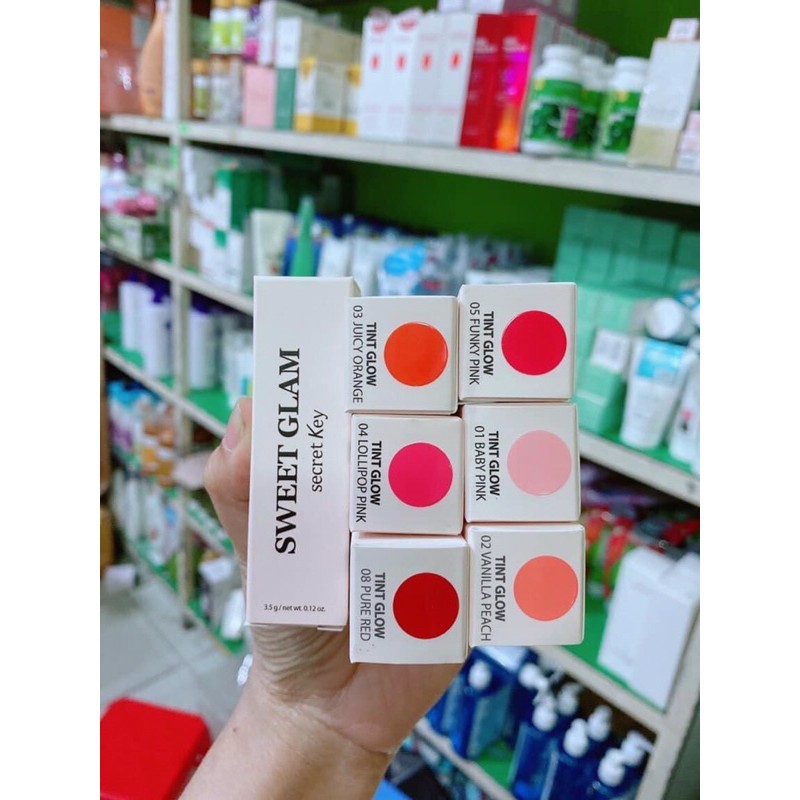 SWEET GLAM
secret Key
3.5 g / net wt. 0.12 oz.
TINT GLOW
03 JUICY ORANGE
TINT GLOW
05 FUNKY PINK
TINT GLOW
04 LOLLIPOP PINK
TINT GLOW
01 BABY PINK
TINT GLOW
08 PURE RED
TINT GLOW
02 VANILLA PEACH